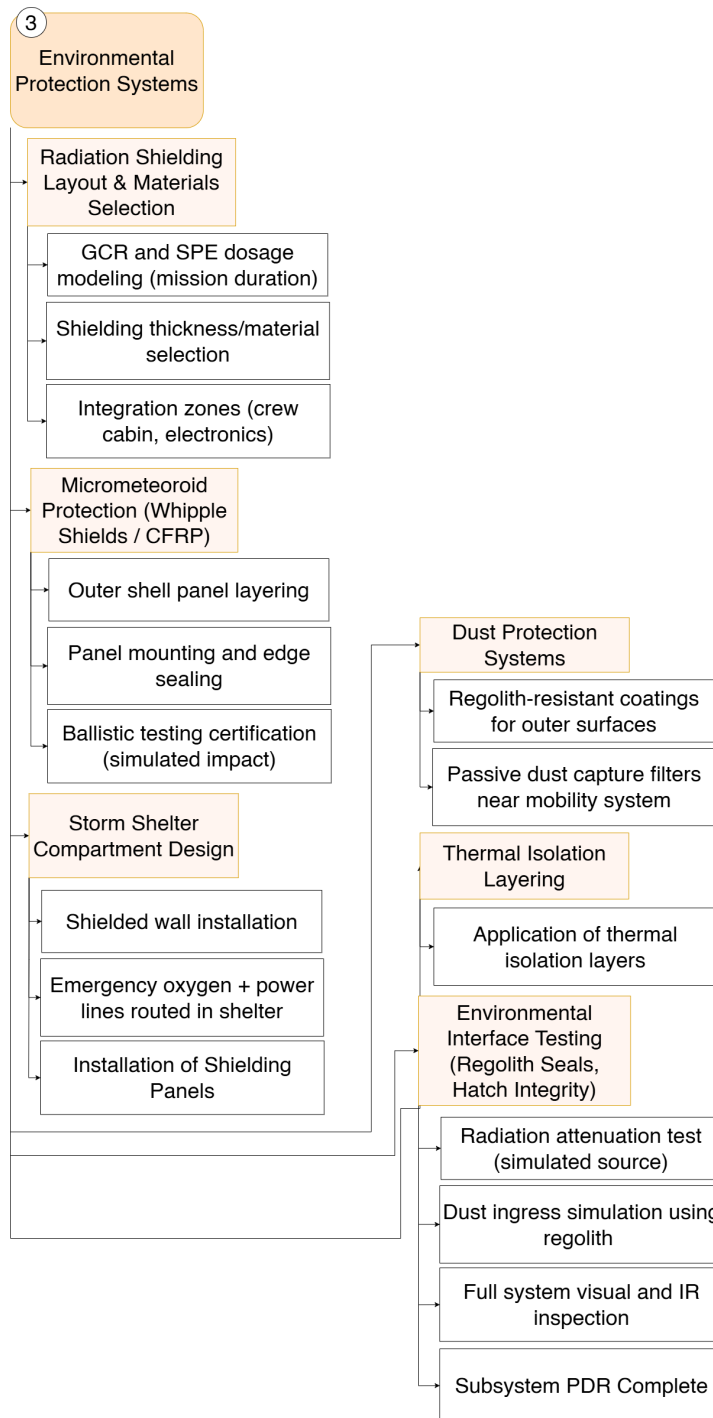 3
Environmental
Protection Systems
Radiation Shielding
Layout & Materials
Selection
GCR and SPE dosage
modeling (mission duration)
Shielding thickness/material
selection
Integration zones (crew
cabin, electronics)
Micrometeoroid
Protection (Whipple
Shields / CFRP)
Outer shell panel layering
Panel mounting and edge
sealing
Ballistic testing certification
(simulated impact)
Storm Shelter
Compartment Design
Shielded wall installation
Emergency oxygen + power
lines routed in shelter
Installation of Shielding
Panels
Dust Protection
Systems
Regolith-resistant coatings
for outer surfaces
Passive dust capture filters
near mobility system
Thermal Isolation
Layering
Application of thermal
isolation layers
Environmental
Interface Testing
(Regolith Seals,
Hatch Integrity)
Radiation attenuation test
(simulated source)
Dust ingress simulation using
regolith
Full system visual and IR
inspection
Subsystem PDR Complete